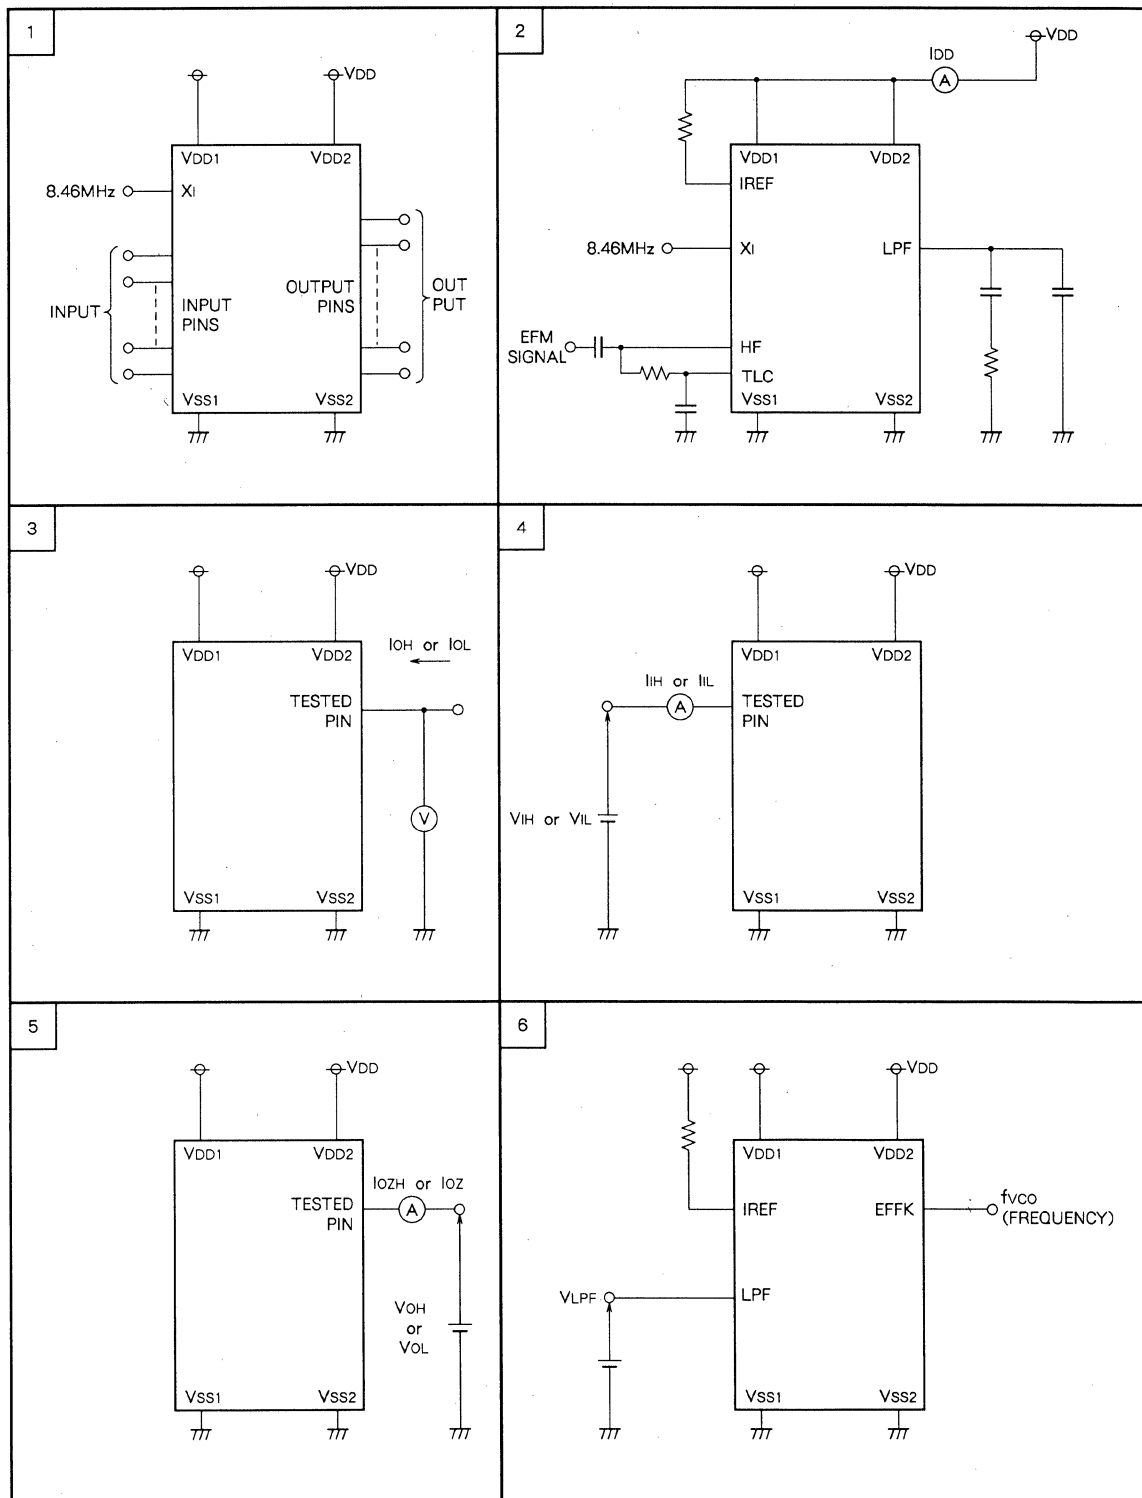 1
VDD
VDD1
VDD2
8.46MHz
XI
INPUT
INPUT
PINS
OUTPUT
PINS
OUT
PUT
VSS1
VSS2
2
VDD
IDD
A
VDD1
VDD2
IREF
8.46MHz
XI
LPF
EFM
SIGNAL
HF
TLC
VSS1
VSS2
3
VDD
VDD1
VDD2
IOH or IOL
TESTED
PIN
V
VSS1
VSS2
4
VDD
VDD1
VDD2
IIH or IIL
A
TESTED
PIN
VIH or VIL
VSS1
VSS2
5
VDD
VDD1
VDD2
IOZH or IOZ
TESTED
PIN
A
VOH
or
VOL
VSS1
VSS2
6
VDD
VDD1
VDD2
IREF
EFFK
fVCO
(FREQUENCY)
VLPF
LPF
VSS1
VSS2